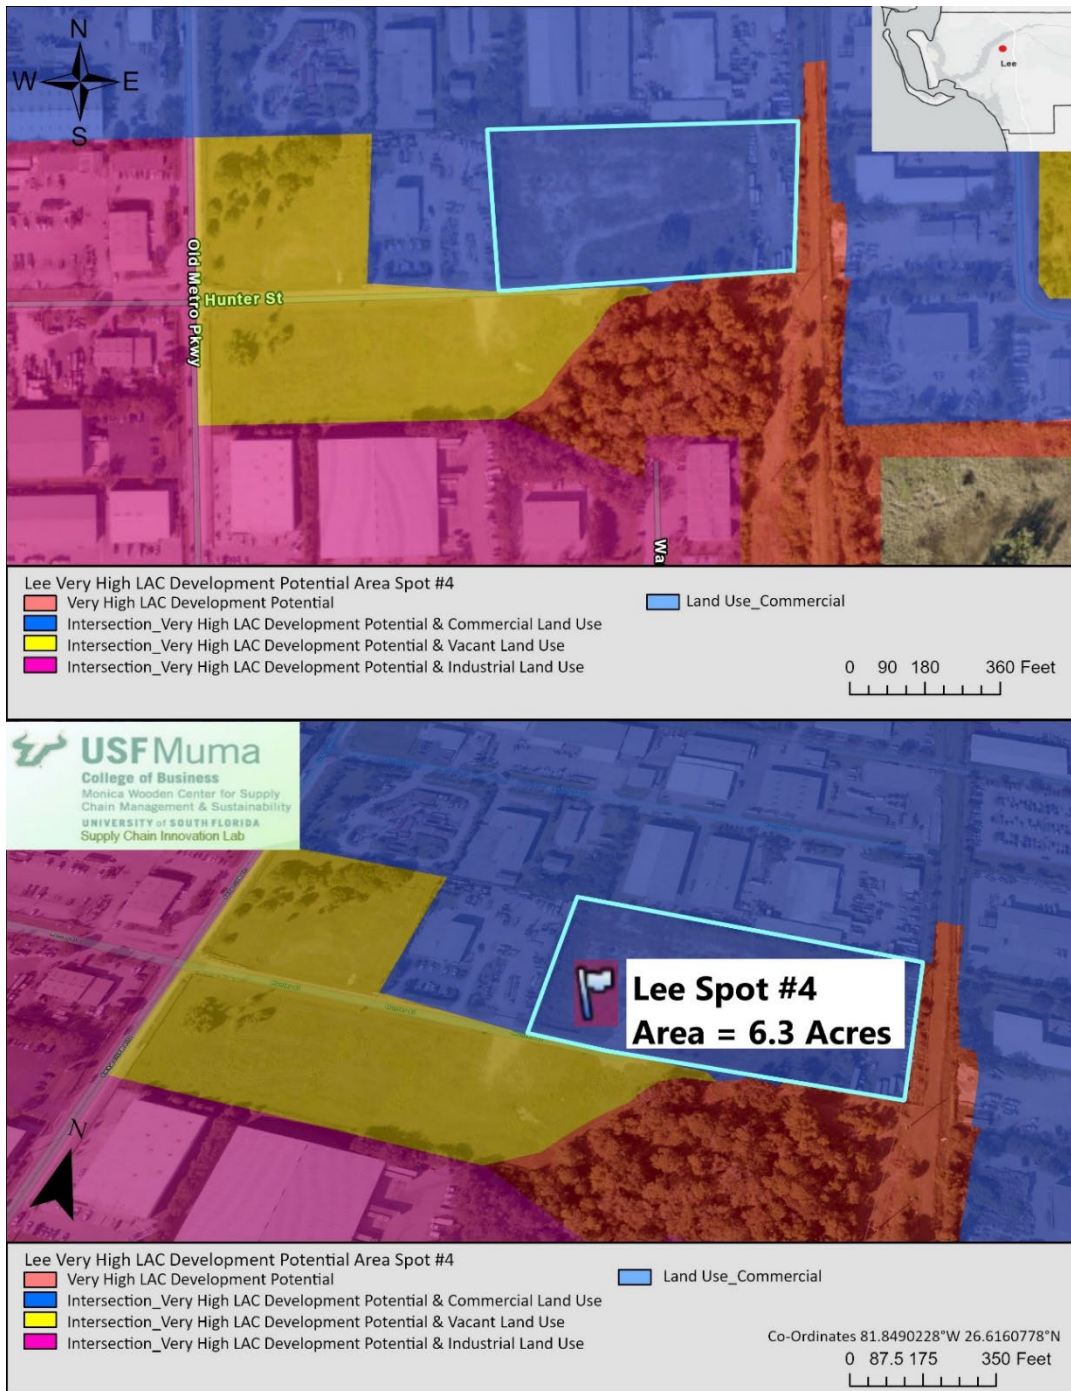 N
W E
S
Lee
Old Metro Pkwy
Hunter St
Wa
Lee Very High LAC Development Potential Area Spot #4
Very High LAC Development Potential
Intersection_Very High LAC Development Potential & Commercial Land Use
Intersection_Very High LAC Development Potential & Vacant Land Use
Intersection_Very High LAC Development Potential & Industrial Land Use
Land Use_Commercial
0 90 180 360 Feet
USF Muma
College of Business
Monica Wooden Center for Supply
Chain Management & Sustainability
UNIVERSITY of SOUTH FLORIDA
Supply Chain Innovation Lab
Lee Spot #4
Area = 6.3 Acres
N
Lee Very High LAC Development Potential Area Spot #4
Very High LAC Development Potential
Intersection_Very High LAC Development Potential & Commercial Land Use
Intersection_Very High LAC Development Potential & Vacant Land Use
Intersection_Very High LAC Development Potential & Industrial Land Use
Land Use_Commercial
Co-Ordinates 81.8490228°W 26.6160778°N
0 87.5 175 350 Feet